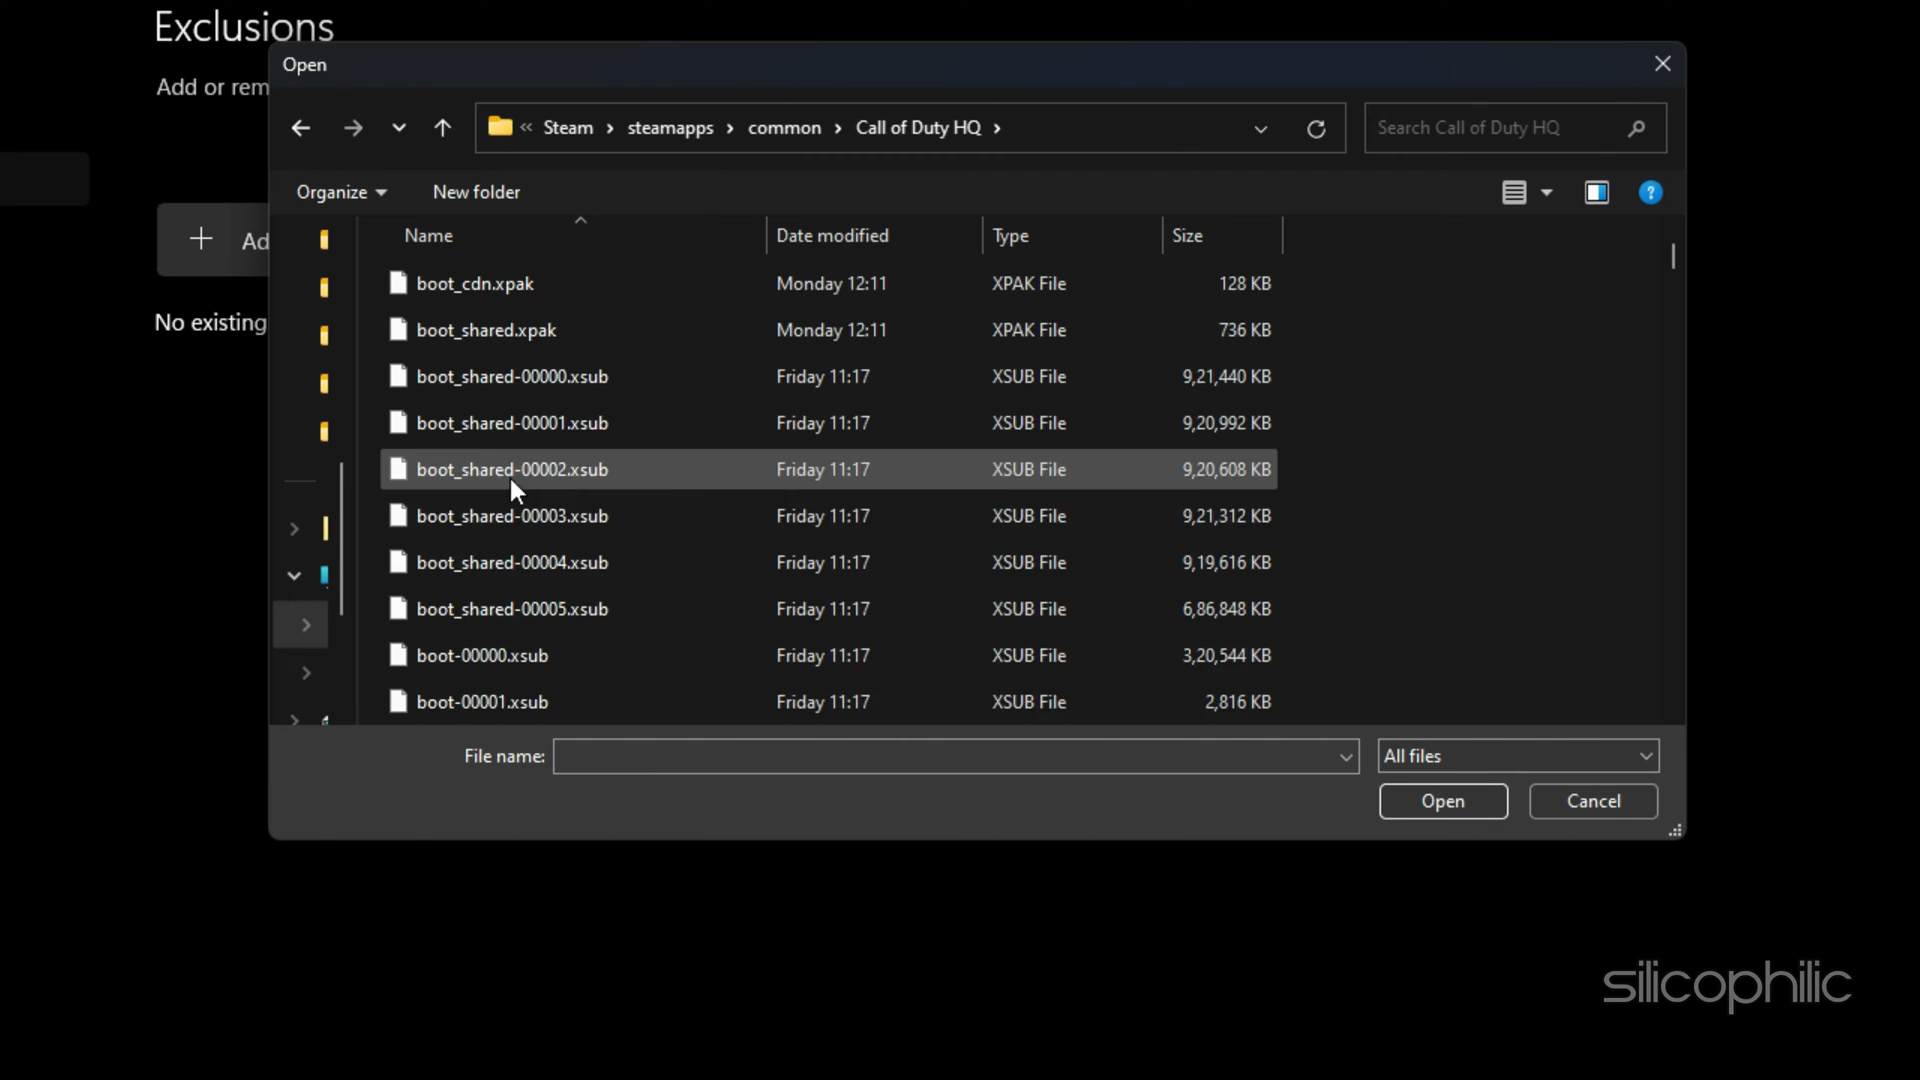 Exclusions
Add or rem
Open
« Steam > steamapps > common > Call of Duty HQ >
Search Call of Duty HQ
Organize
New folder
?
+ Ad
No existing
Name Date modified Type Size
boot_cdn.xpak Monday 12:11 XPAK File 128 KB
boot_shared.xpak Monday 12:11 XPAK File 736 KB
boot_shared-00000.xsub Friday 11:17 XSUB File 9,21,440 KB
boot_shared-00001.xsub Friday 11:17 XSUB File 9,20,992 KB
boot_shared-00002.xsub Friday 11:17 XSUB File 9,20,608 KB
boot_shared-00003.xsub Friday 11:17 XSUB File 9,21,312 KB
boot_shared-00004.xsub Friday 11:17 XSUB File 9,19,616 KB
boot_shared-00005.xsub Friday 11:17 XSUB File 6,86,848 KB
boot-00000.xsub Friday 11:17 XSUB File 3,20,544 KB
boot-00001.xsub Friday 11:17 XSUB File 2,816 KB
File name:
All files
Open
Cancel
silicophilic